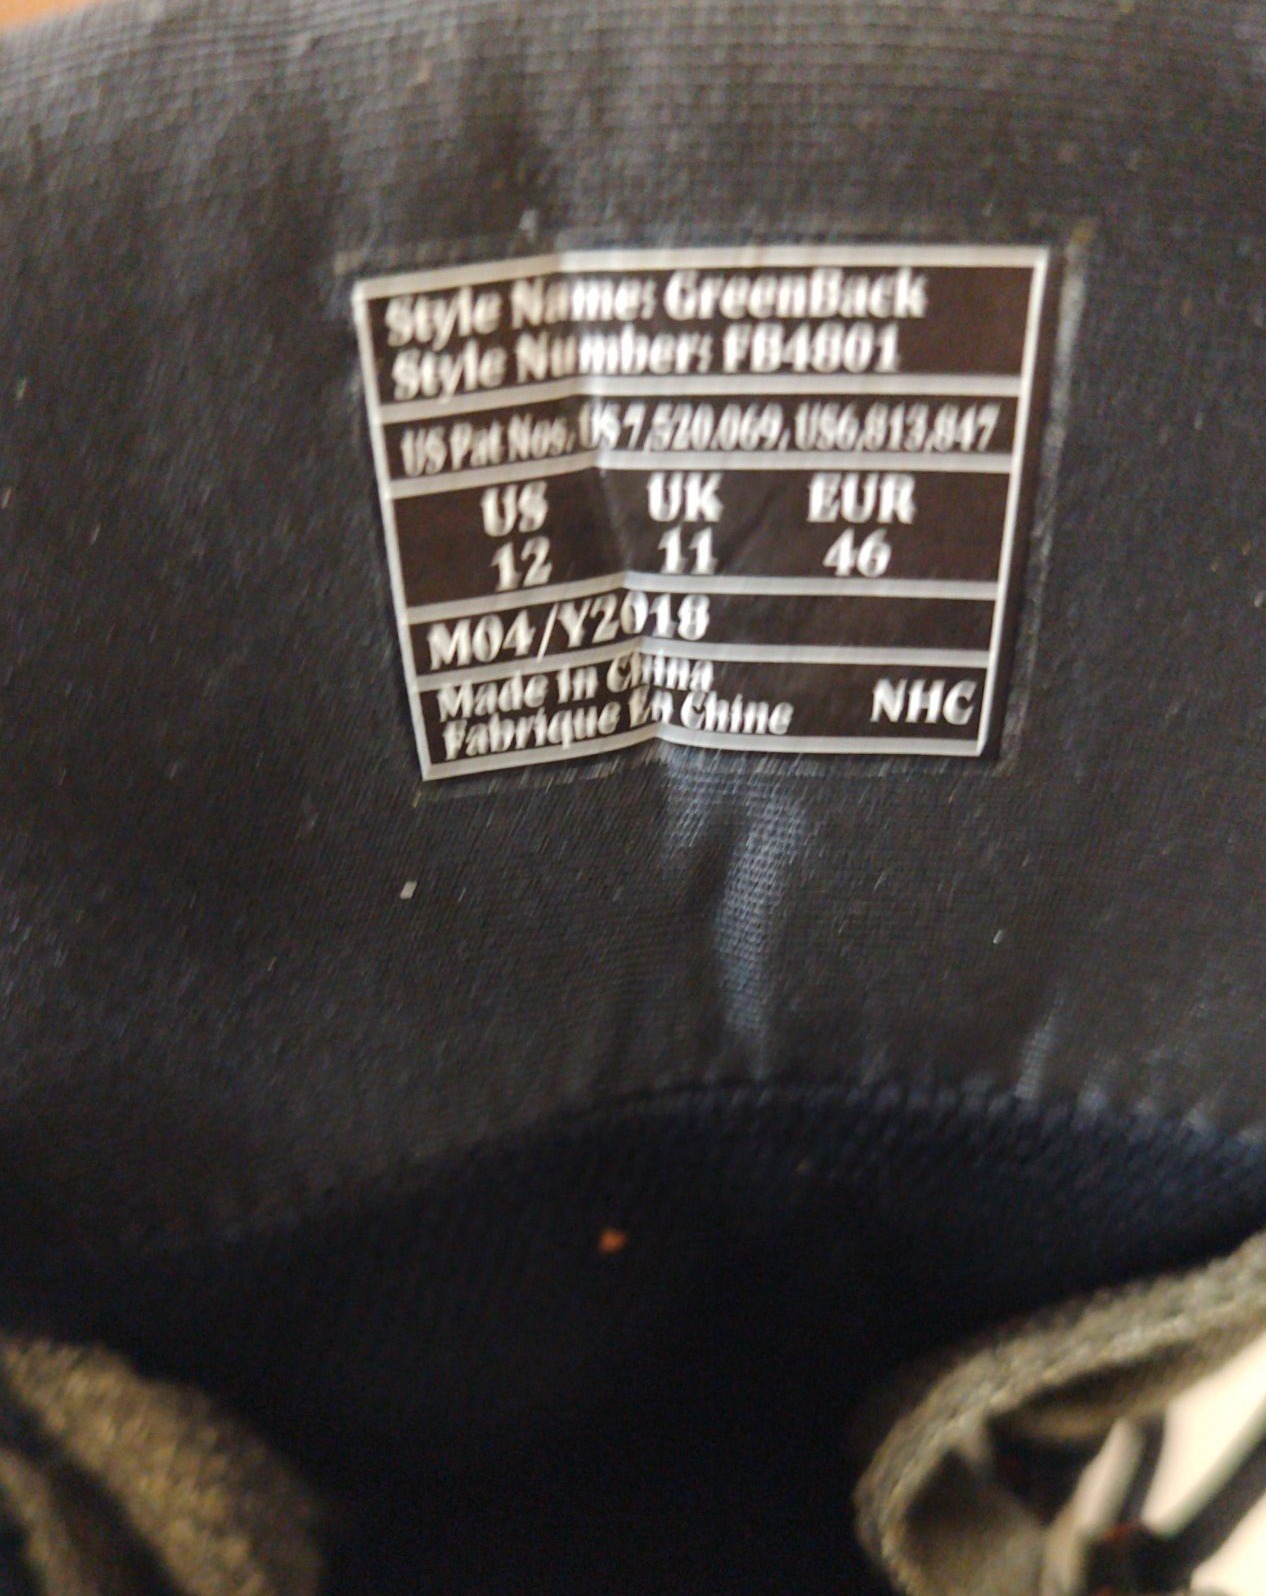 Style Name: GreenBack
Style Number: FB4801
US Pat Nos. US7,520,069, US6,813,847
US UK EUR
12 11 46
M04/Y2018
Made In China
Fabrique En Chine NHC